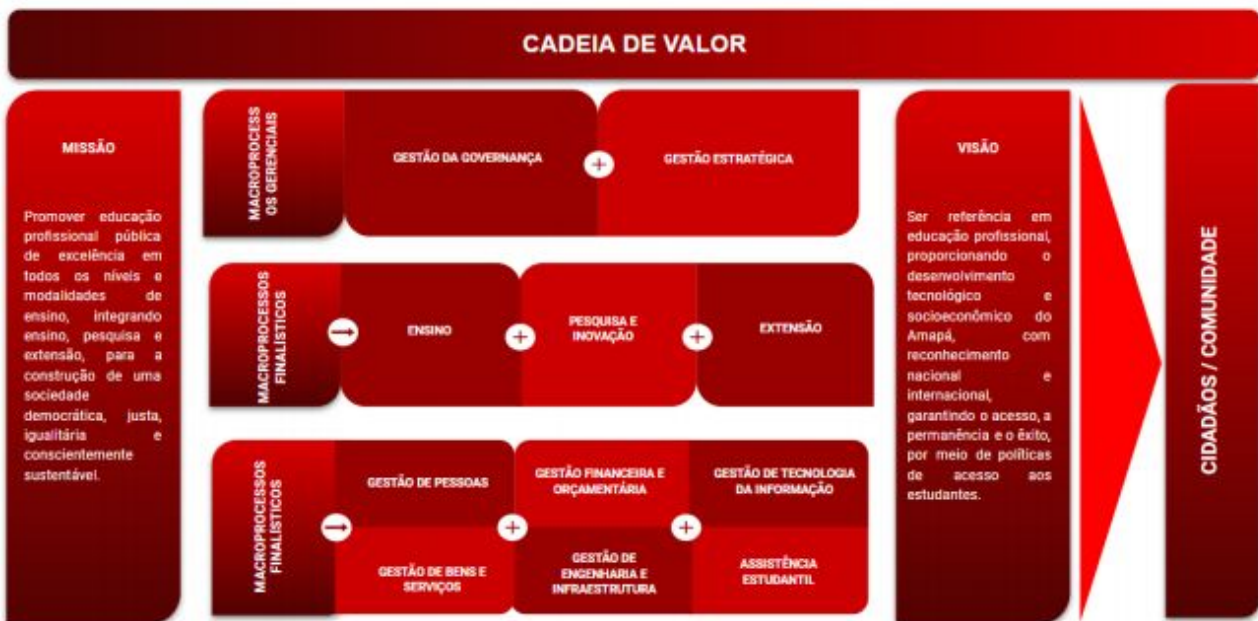 CADEIA DE VALOR
MISSÃO
Promover educação
profissional pública
de excelência em
todos os níveis e
modalidades de
ensino, integrando
ensino, pesquisa e
extensão, para a
construção de uma
sociedade
democrática, justa,
igualitária e
conscientemente
sustentável.
MACROPROCESS
OS GERENCIAIS
GESTÃO DA GOVERNANÇA
+
GESTÃO ESTRATÉGICA
MACROPROCESSOS
FINALÍSTICOS
ENSINO
+
PESQUISA E
INOVAÇÃO
+
EXTENSÃO
MACROPROCESSOS
FINALÍSTICOS
GESTÃO DE PESSOAS
GESTÃO FINANCEIRA E
ORÇAMENTÁRIA
GESTÃO DE TECNOLOGIA
DA INFORMAÇÃO
+
+
GESTÃO DE BENS E
SERVIÇOS
GESTÃO DE
ENGENHARIA E
INFRAESTRUTURA
ASSISTÊNCIA
ESTUDANTIL
VISÃO
Ser referência em
educação profissional,
proporcionando o
desenvolvimento
tecnológico e
socioeconômico do
Amapá, com
reconhecimento
nacional e
internacional,
garantindo o acesso, a
permanência e o êxito,
por meio de políticas
de acesso aos
estudantes.
CIDADÃOS / COMUNIDADE